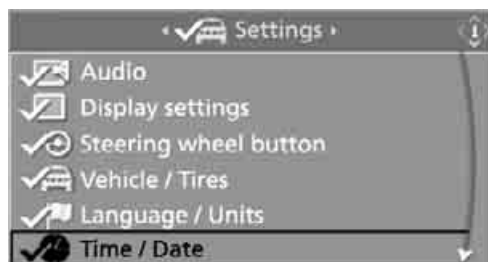 Settings
Audio
Display settings
Steering wheel button
Vehicle / Tires
Language / Units
Time / Date